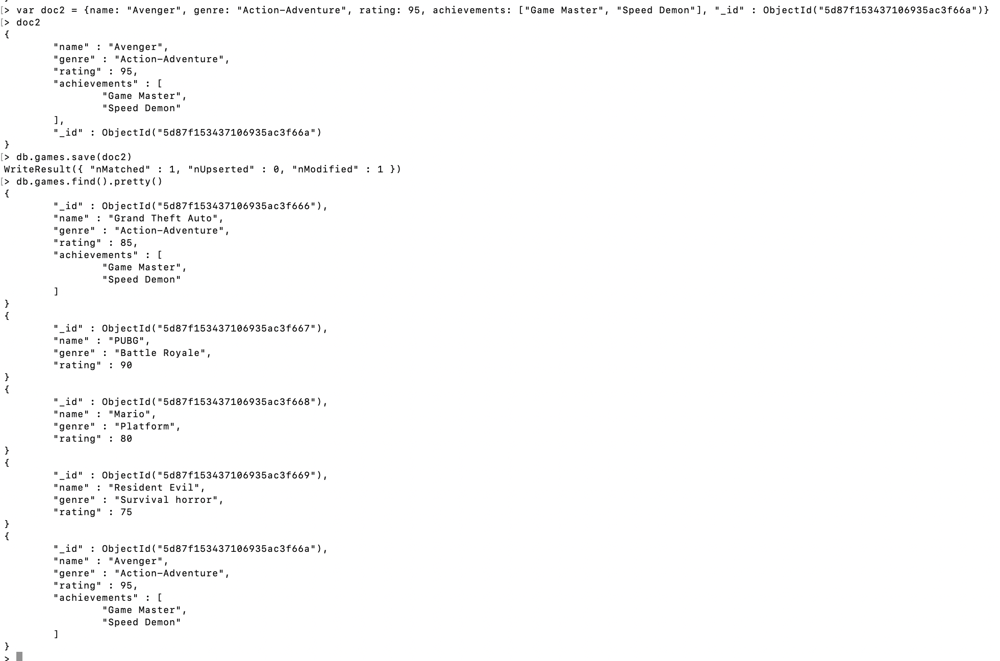 [> var doc2 = {name: "Avenger", genre: "Action-Adventure", rating: 95, achievements: ["Game Master", "Speed Demon"], "_id" : ObjectId("5d87f153437106935ac3f66a")}
[> doc2
{
"name" : "Avenger",
"genre" : "Action-Adventure",
"rating" : 95,
"achievements" : [
"Game Master",
"Speed Demon"
],
"_id" : ObjectId("5d87f153437106935ac3f66a")
}
[> db.games.save(doc2)
WriteResult({ "nMatched" : 1, "nUpserted" : 0, "nModified" : 1 })
[> db.games.find().pretty()
{
"_id" : ObjectId("5d87f153437106935ac3f666"),
"name" : "Grand Theft Auto",
"genre" : "Action-Adventure",
"rating" : 85,
"achievements" : [
"Game Master",
"Speed Demon"
]
}
{
"_id" : ObjectId("5d87f153437106935ac3f667"),
"name" : "PUBG",
"genre" : "Battle Royale",
"rating" : 90
}
{
"_id" : ObjectId("5d87f153437106935ac3f668"),
"name" : "Mario",
"genre" : "Platform",
"rating" : 80
}
{
"_id" : ObjectId("5d87f153437106935ac3f669"),
"name" : "Resident Evil",
"genre" : "Survival horror",
"rating" : 75
}
{
"_id" : ObjectId("5d87f153437106935ac3f66a"),
"name" : "Avenger",
"genre" : "Action-Adventure",
"rating" : 95,
"achievements" : [
"Game Master",
"Speed Demon"
]
}
>